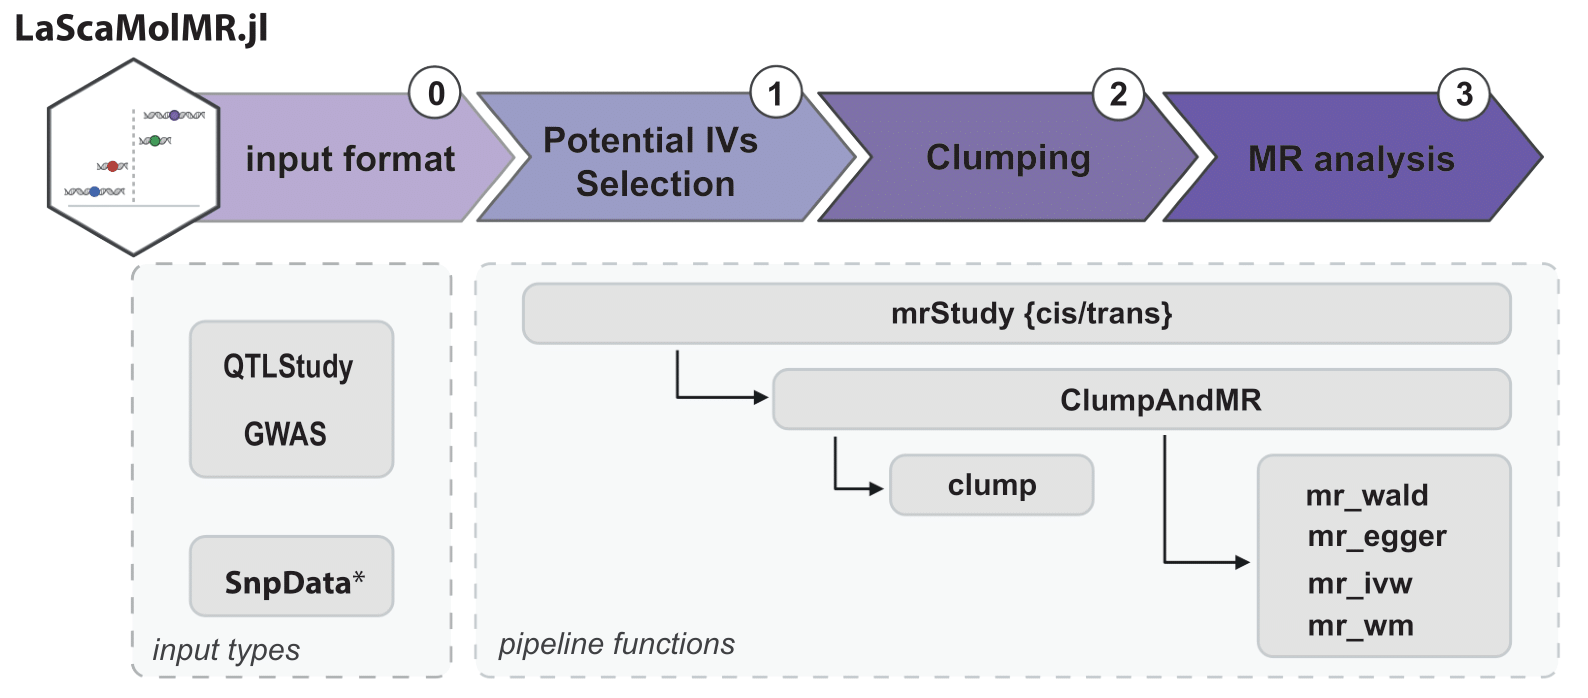 LaScaMolMR.jl
0
1
2
3
input format
Potential IVs
Selection
Clumping
MR analysis
QTLStudy
GWAS
SnpData*
input types
mrStudy {cis/trans}
ClumpAndMR
clump
mr_wald
mr_egger
mr_ivw
mr_wm
pipeline functions